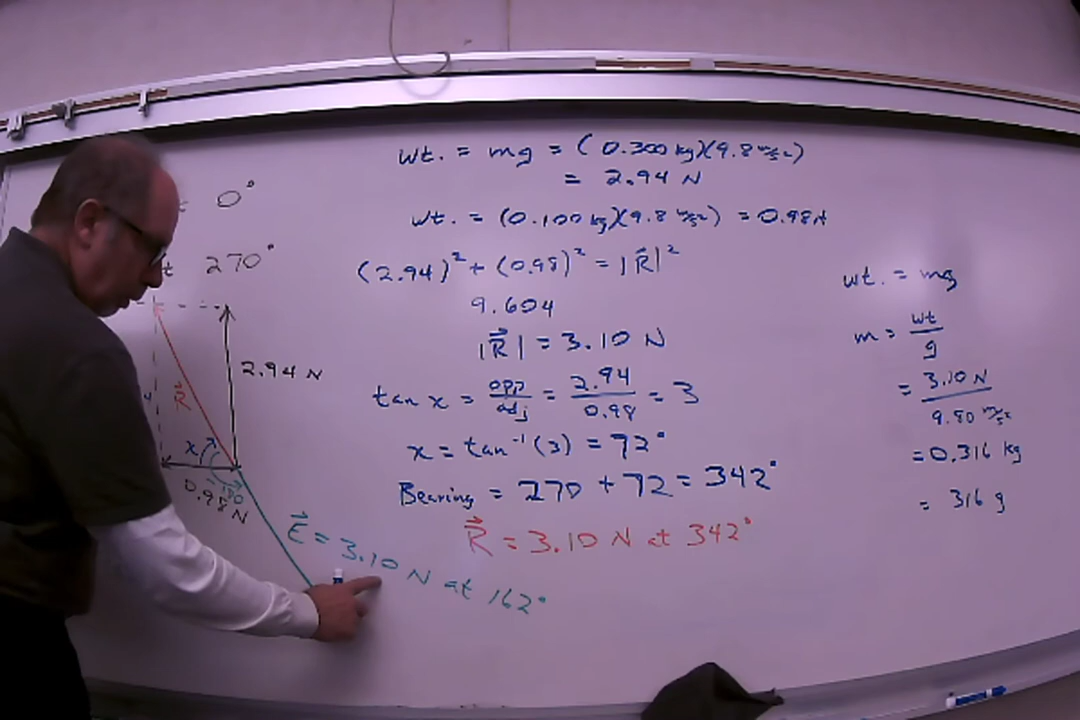 0°
270°
2.94 N
R⃗
x
180
0.98 N
E⃗ = 3.10 N at 162°
wt. = mg = (0.300 kg)(9.8 m/s²)
= 2.94 N
wt. = (0.100 kg)(9.8 m/s²) = 0.98N
(2.94)² + (0.98)² = |R⃗|²
9.604
|R⃗| = 3.10 N
tan x = opp/adj = 2.94/0.98 = 3
x = tan⁻¹(3) = 72°
Bearing = 270 + 72 = 342°
R⃗ = 3.10 N at 342°
wt. = mg
m = wt/g
= 3.10 N/9.80 m/s²
= 0.316 kg
= 316 g